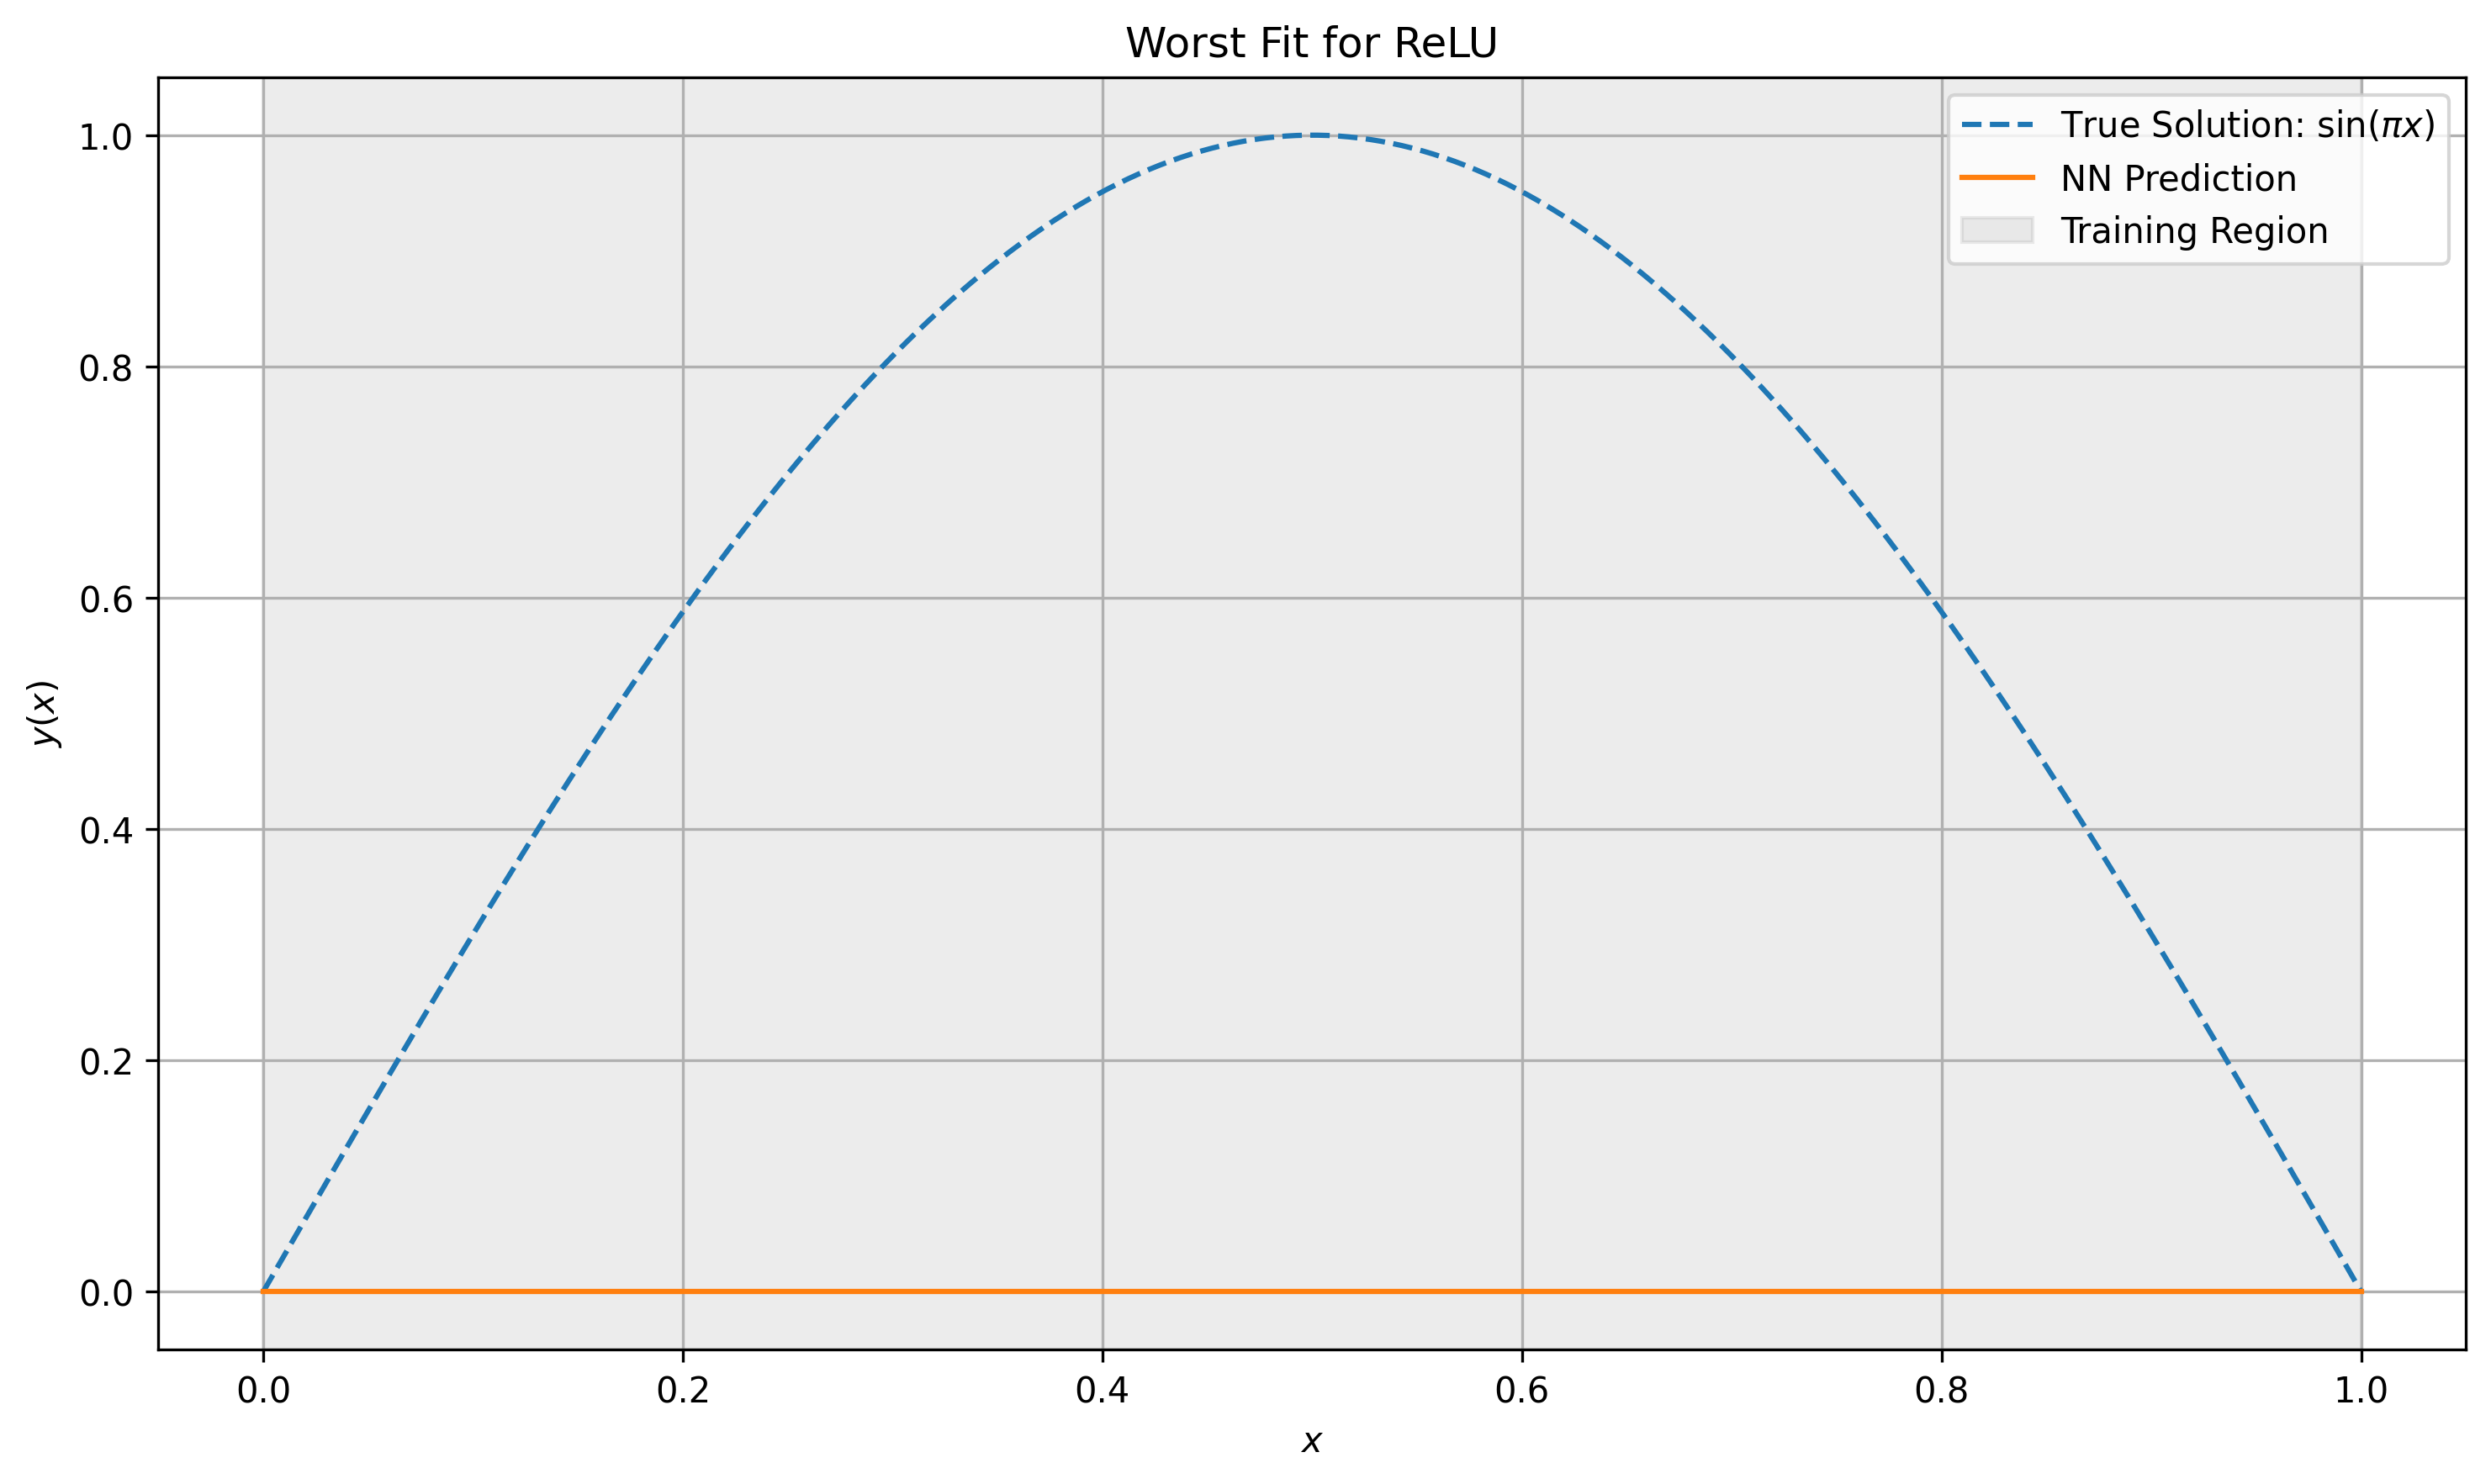 Worst Fit for ReLU
True Solution: sin(πx)
NN Prediction
Training Region
y(x)
1.0
0.8
0.6
0.4
0.2
0.0
0.0 0.2 0.4 0.6 0.8 1.0
x